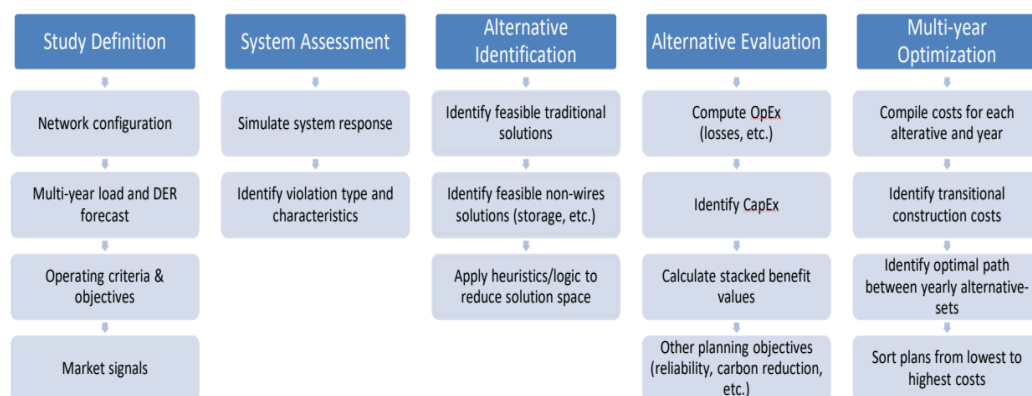 Study Definition
Network configuration
Multi-year load and DER
forecast
Operating criteria &
objectives
Market signals
System Assessment
Simulate system response
Identify violation type and
characteristics
Alternative
Identification
Identify feasible traditional
solutions
Identify feasible non-wires
solutions (storage, etc.)
Apply heuristics/logic to
reduce solution space
Alternative Evaluation
Compute OpEx
(losses, etc.)
Identify CapEx
Calculate stacked benefit
values
Other planning objectives
(reliability, carbon reduction,
etc.)
Multi-year
Optimization
Compile costs for each
alterative and year
Identify transitional
construction costs
Identify optimal path
between yearly alternative-
sets
Sort plans from lowest to
highest costs